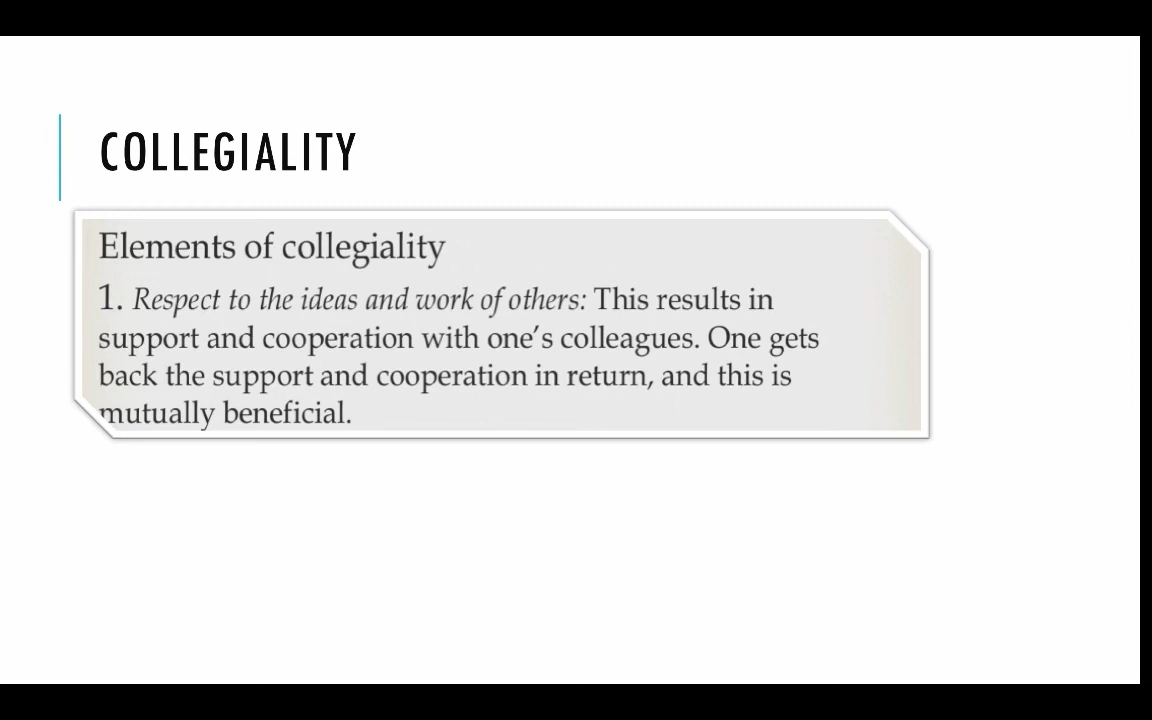 COLLEGIALITY
Elements of collegiality
1. Respect to the ideas and work of others: This results in
support and cooperation with one’s colleagues. One gets
back the support and cooperation in return, and this is
mutually beneficial.